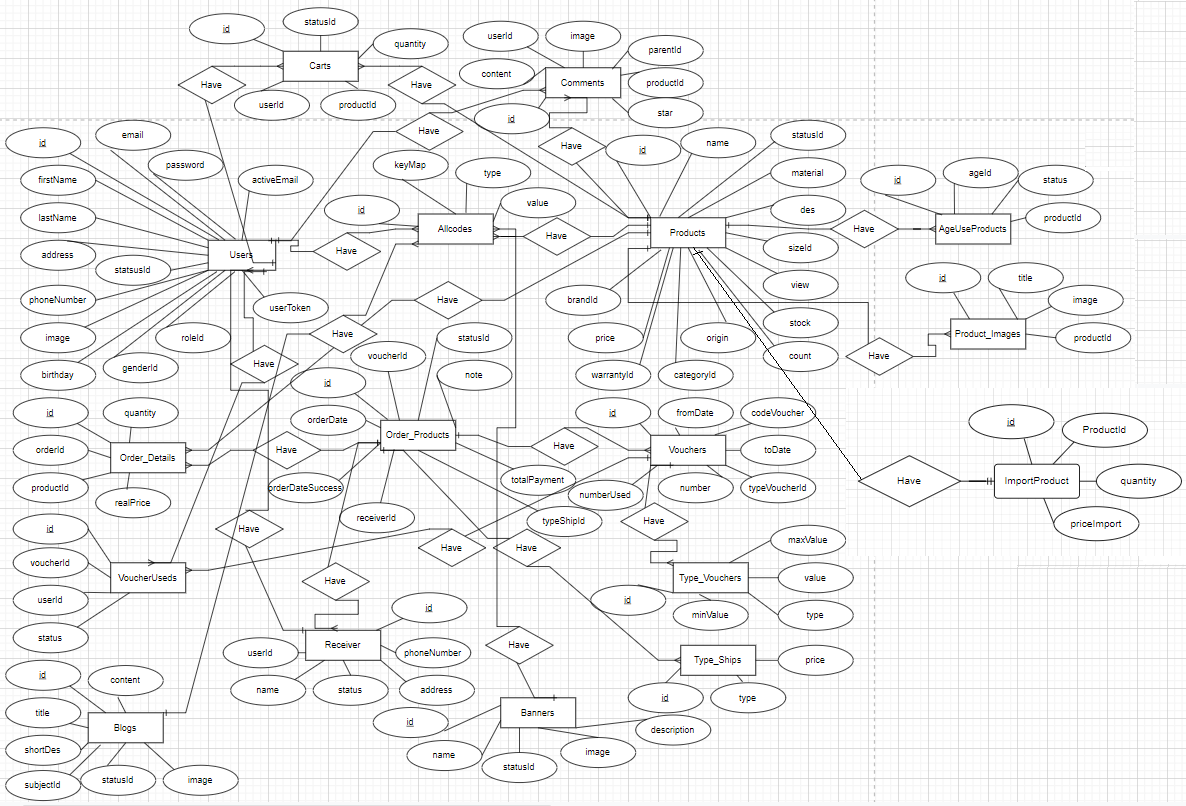 id
statusId
quantity
Carts
Have
Have
userId
productId
userId
image
parentId
content
Comments
productId
id
star
Have
Have
id
email
password
firstName
activeEmail
lastName
address
statsusId
Users
phoneNumber
userToken
image
roleId
birthday
genderId
keyMap
type
id
value
Allcodes
Have
Have
Have
Have
Have
id
name
statusId
material
des
Products
sizeId
view
brandId
stock
price
origin
count
warrantyId
categoryId
id
ageId
status
productId
Have
AgeUseProducts
id
title
image
Product_Images
productId
Have
id
quantity
orderId
Order_Details
productId
realPrice
voucherId
statusId
id
note
orderDate
Order_Products
Have
orderDateSuccess
receiverId
totalPayment
typeShipId
Have
id
fromDate
codeVoucher
Vouchers
toDate
numberUsed
number
typeVoucherId
id
ProductId
Have
ImportProduct
quantity
priceImport
id
voucherId
VoucherUseds
userId
status
Have
Have
Have
Have
Have
maxValue
Type_Vouchers
value
id
minValue
type
id
userId
Receiver
phoneNumber
name
status
address
Have
Type_Ships
price
id
type
id
content
title
Blogs
shortDes
subjectId
statusId
image
id
Banners
description
name
statusId
image